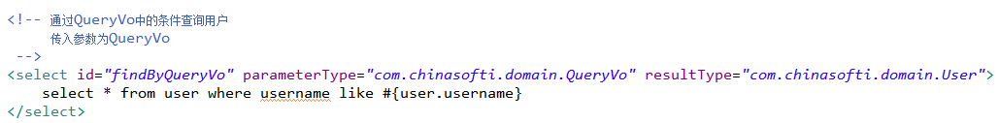 <!-- 通过QueryVo中的条件查询用户
传入参数为QueryVo
-->
<select id="findByQueryVo" parameterType="com.chinasofti.domain.QueryVo" resultType="com.chinasofti.domain.User">
select * from user where username like #{user.username}
</select>